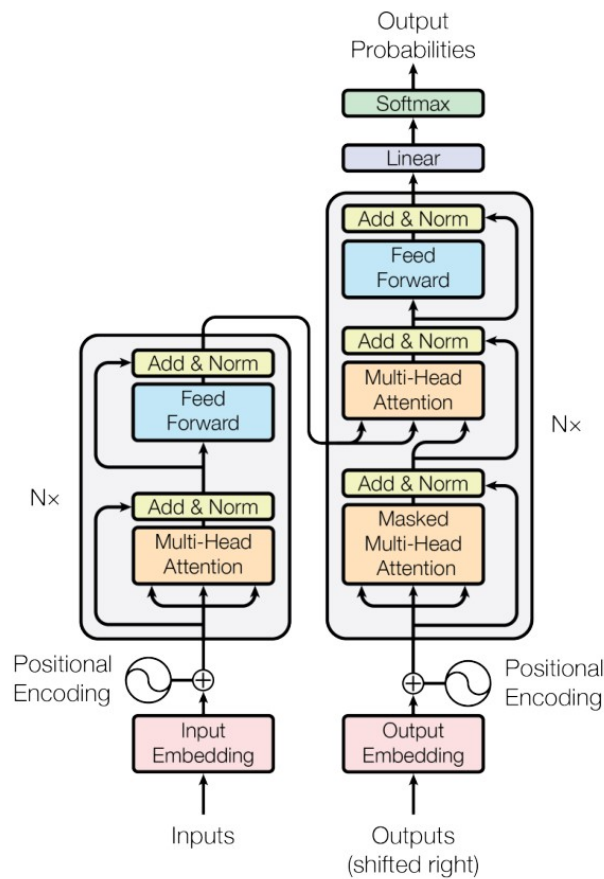 Output
Probabilities
Softmax
Linear
Add & Norm
Feed
Forward
Add & Norm
Multi-Head
Attention
Add & Norm
Masked
Multi-Head
Attention
Nx
Add & Norm
Feed
Forward
Add & Norm
Multi-Head
Attention
Nx
Positional
Encoding
Input
Embedding
Inputs
Positional
Encoding
Output
Embedding
Outputs
(shifted right)